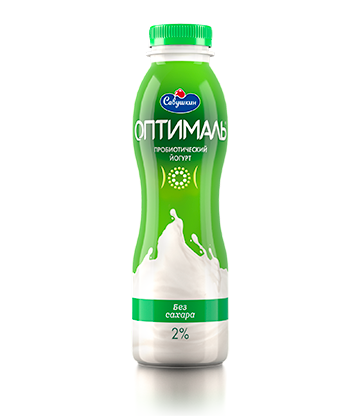 Савушкин
ОПТИМАЛЬ
ПРОБИОТИЧЕСКИЙ
ЙОГУРТ
Без
сахара
2%